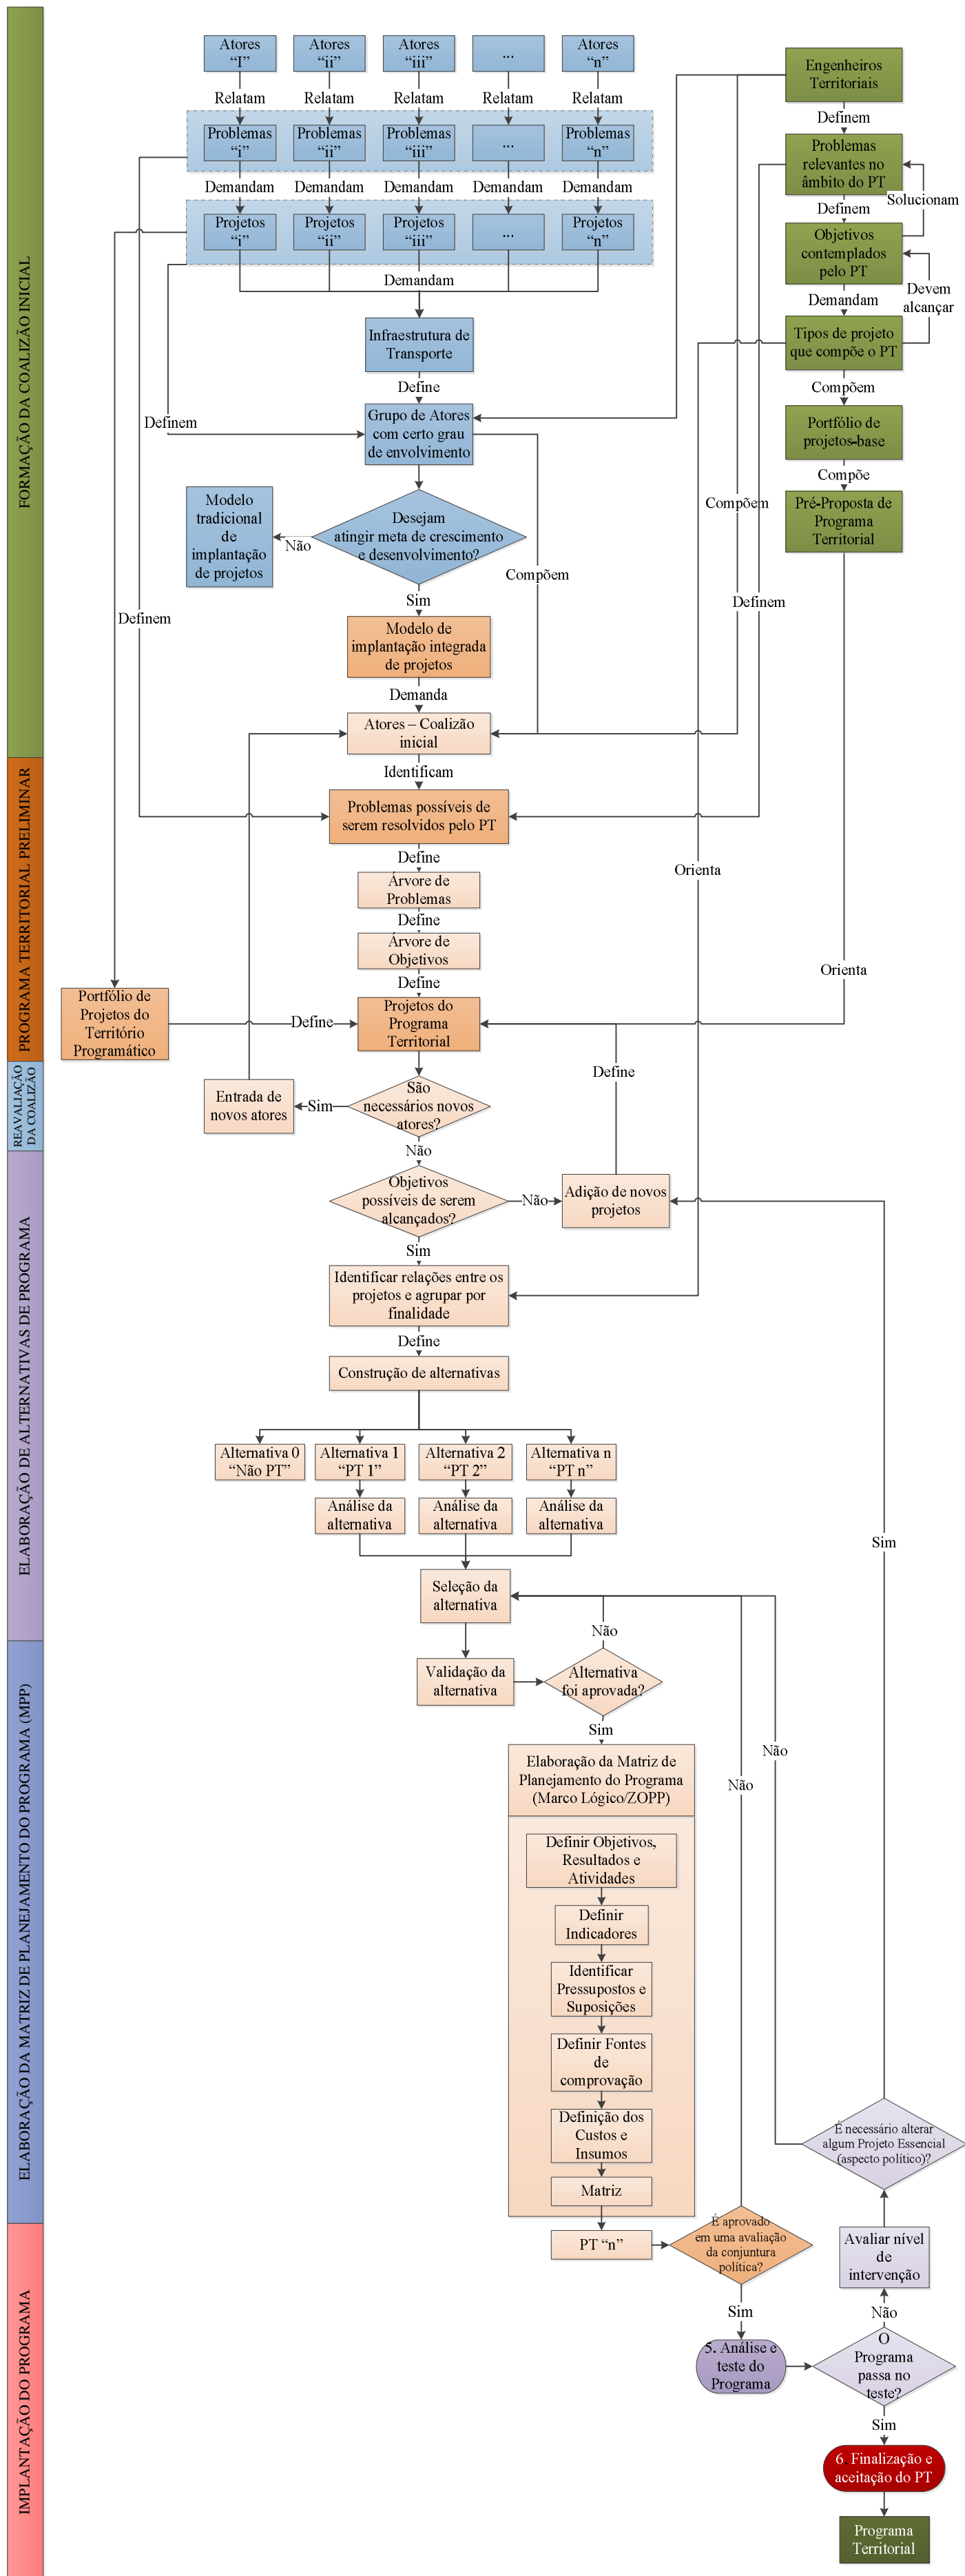 FORMAÇÃO DA COALIZÃO INICIAL
Atores
“I”
Atores
“ii”
Atores
“iii”
...
Atores
“n”
Relatam
Relatam
Relatam
Relatam
Relatam
Problemas
“i”
Problemas
“ii”
Problemas
“iii”
...
Problemas
“n”
Demandam
Demandam
Demandam
Demandam
Demandam
Projetos
“i”
Projetos
“ii”
Projetos
“iii”
...
Projetos
“n”
Demandam
Infraestrutura de
Transporte
Define
Grupo de Atores
com certo grau
de envolvimento
Definem
Modelo
tradicional
de
implantação
de projetos
Não
Desejam
atingir meta de crescimento
e desenvolvimento?
Compõem
Sim
Definem
Modelo de
implantação integrada
de projetos
Demanda
Atores – Coalizão
inicial
Identificam
Engenheiros
Territoriais
Definem
Problemas
relevantes no
âmbito do PT
Solucionam
Definem
Objetivos
contemplados
pelo PT
Devem
alcançar
Demandam
Tipos de projeto
que compõe o PT
Compõem
Portfólio de
projetos-base
Compõe
Pré-Proposta de
Programa
Territorial
Compõem
Definem
Orienta
Orienta
PROGRAMA TERRITORIAL PRELIMINAR
Problemas possíveis de
serem resolvidos pelo PT
Define
Árvore de
Problemas
Define
Árvore de
Objetivos
Define
Portfólio de
Projetos do
Território
Programático
Define
Projetos do
Programa
Territorial
Define
REAVALIAÇÃO
DA COALIZÃO
Entrada de
novos atores
Sim
São
necessários novos
atores?
Não
ELABORAÇÃO DE ALTERNATIVAS DE PROGRAMA
Objetivos
possíveis de serem
alcançados?
Não
Adição de novos
projetos
Sim
Identificar relações entre os
projetos e agrupar por
finalidade
Define
Construção de alternativas
Alternativa 0
“Não PT”
Alternativa 1
“PT 1”
Alternativa 2
“PT 2”
Alternativa n
“PT n”
Análise da
alternativa
Análise da
alternativa
Análise da
alternativa
Sim
Seleção da
alternativa
Não
ELABORAÇÃO DA MATRIZ DE PLANEJAMENTO DO PROGRAMA (MPP)
Validação da
alternativa
Alternativa
foi aprovada?
Sim
Não
Não
Elaboração da Matriz de
Planejamento do Programa
(Marco Lógico/ZOPP)
Definir Objetivos,
Resultados e
Atividades
Definir
Indicadores
Identificar
Pressupostos e
Suposições
Definir Fontes
de
comprovação
Definição dos
Custos e
Insumos
Matriz
É necessário alterar
algum Projeto Essencial
(aspecto político)?
IMPLANTAÇÃO DO PROGRAMA
PT “n”
É aprovado
em uma avaliação
da conjuntura
política?
Avaliar nível
de
intervenção
Sim
Não
5. Análise e
teste do
Programa
O
Programa
passa no
teste?
Sim
6. Finalização e
aceitação do PT
Programa
Territorial